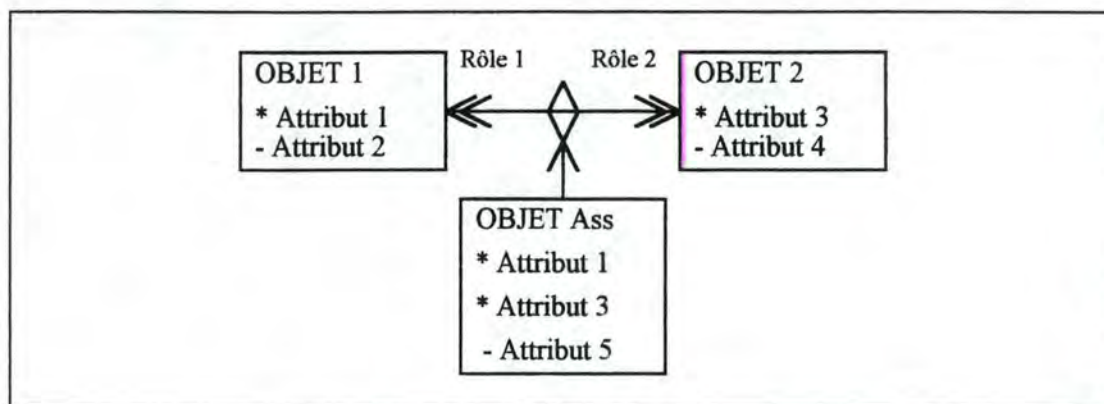 OBJET 1
* Attribut 1
- Attribut 2
Rôle 1
Rôle 2
OBJET 2
* Attribut 3
- Attribut 4
OBJET Ass
* Attribut 1
* Attribut 3
- Attribut 5